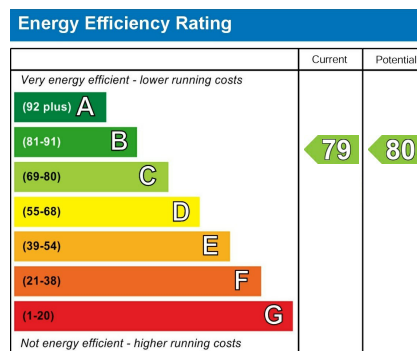 Energy Efficiency Rating
Current Potential
Very energy efficient - lower running costs
(92 plus) A
(81-91) B
79 80
(69-80) C
(55-68) D
(39-54) E
(21-38) F
(1-20) G
Not energy efficient - higher running costs